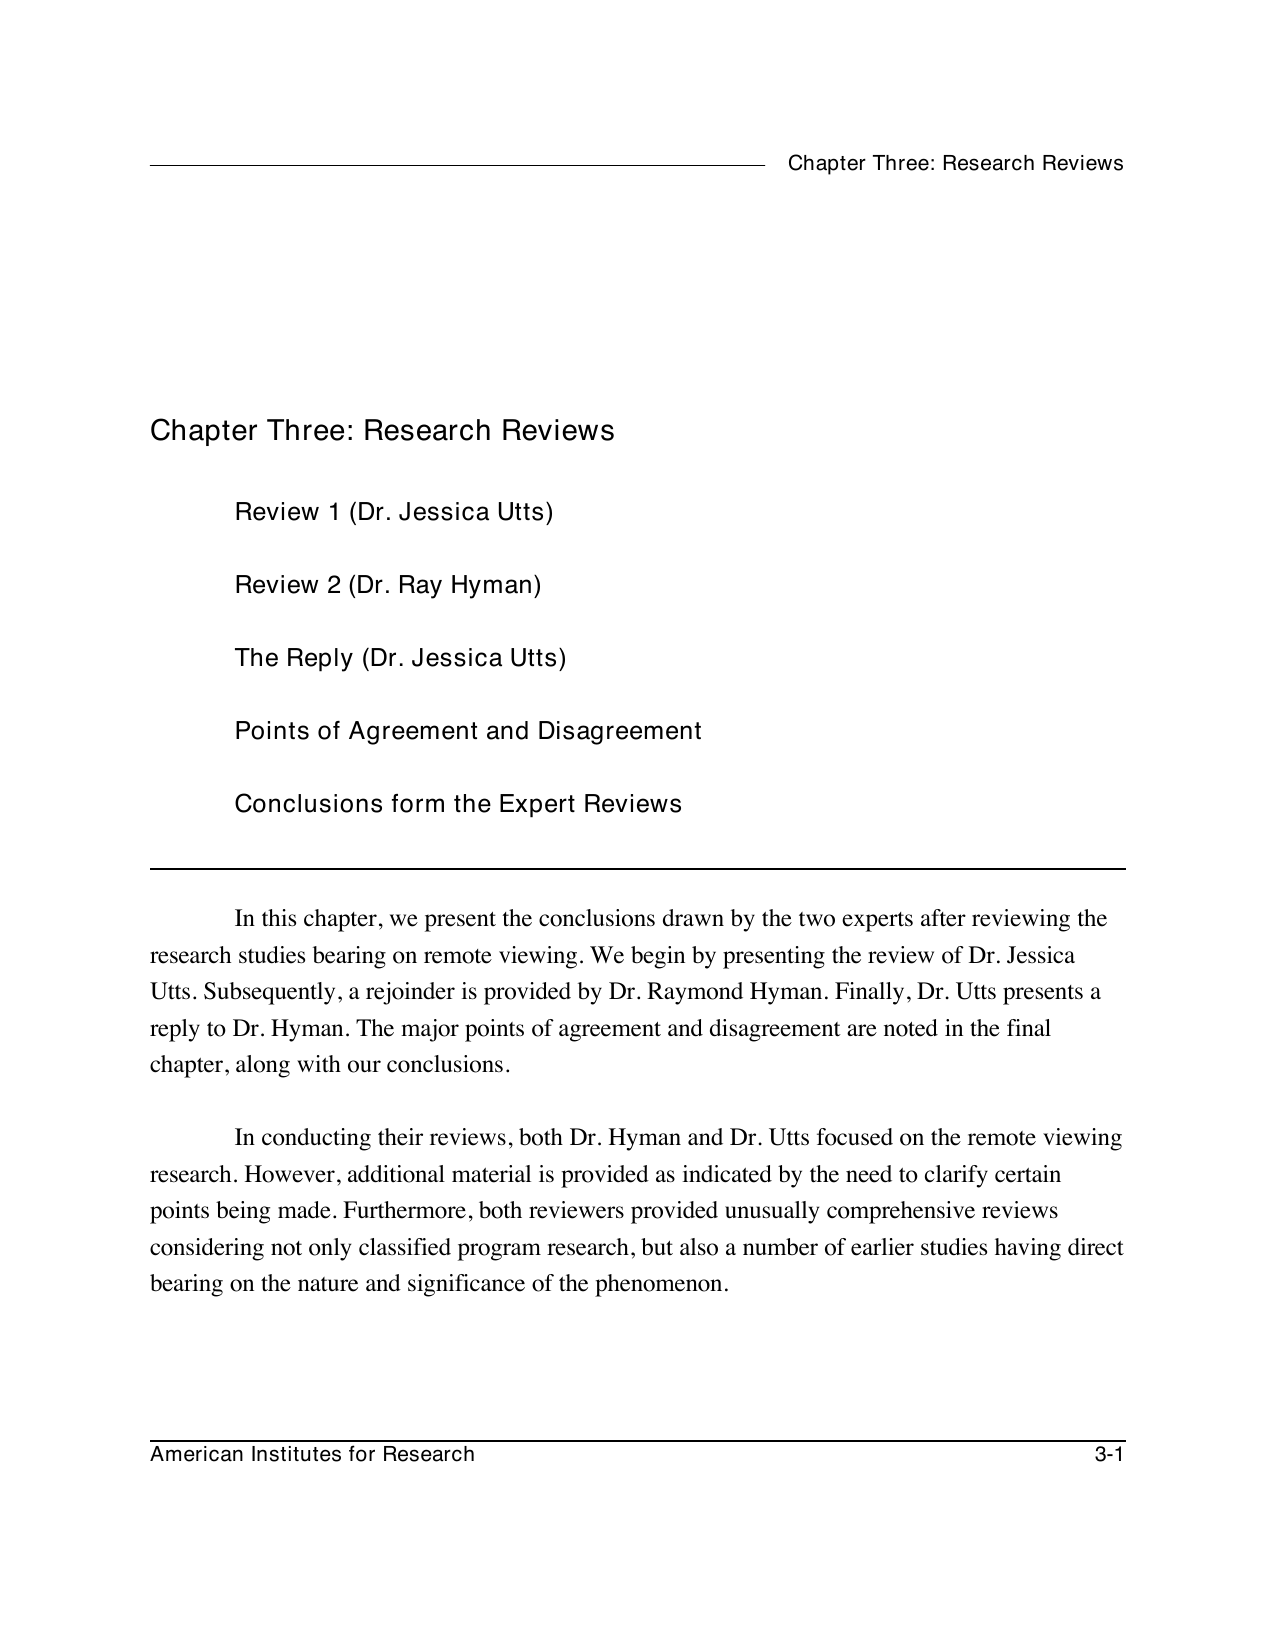 Chapter Three: Research Reviews
Chapter Three: Research Reviews
Review 1 (Dr. Jessica Utts)
Review 2 (Dr. Ray Hyman)
The Reply (Dr. Jessica Utts)
Points of Agreement and Disagreement
Conclusions form the Expert Reviews
In this chapter, we present the conclusions drawn by the two experts after reviewing the
research studies bearing on remote viewing. We begin by presenting the review of Dr. Jessica
Utts. Subsequently, a rejoinder is provided by Dr. Raymond Hyman. Finally, Dr. Utts presents a
reply to Dr. Hyman. The major points of agreement and disagreement are noted in the final
chapter, along with our conclusions.
In conducting their reviews, both Dr. Hyman and Dr. Utts focused on the remote viewing
research. However, additional material is provided as indicated by the need to clarify certain
points being made. Furthermore, both reviewers provided unusually comprehensive reviews
considering not only classified program research, but also a number of earlier studies having direct
bearing on the nature and significance of the phenomenon.
American Institutes for Research 3-1